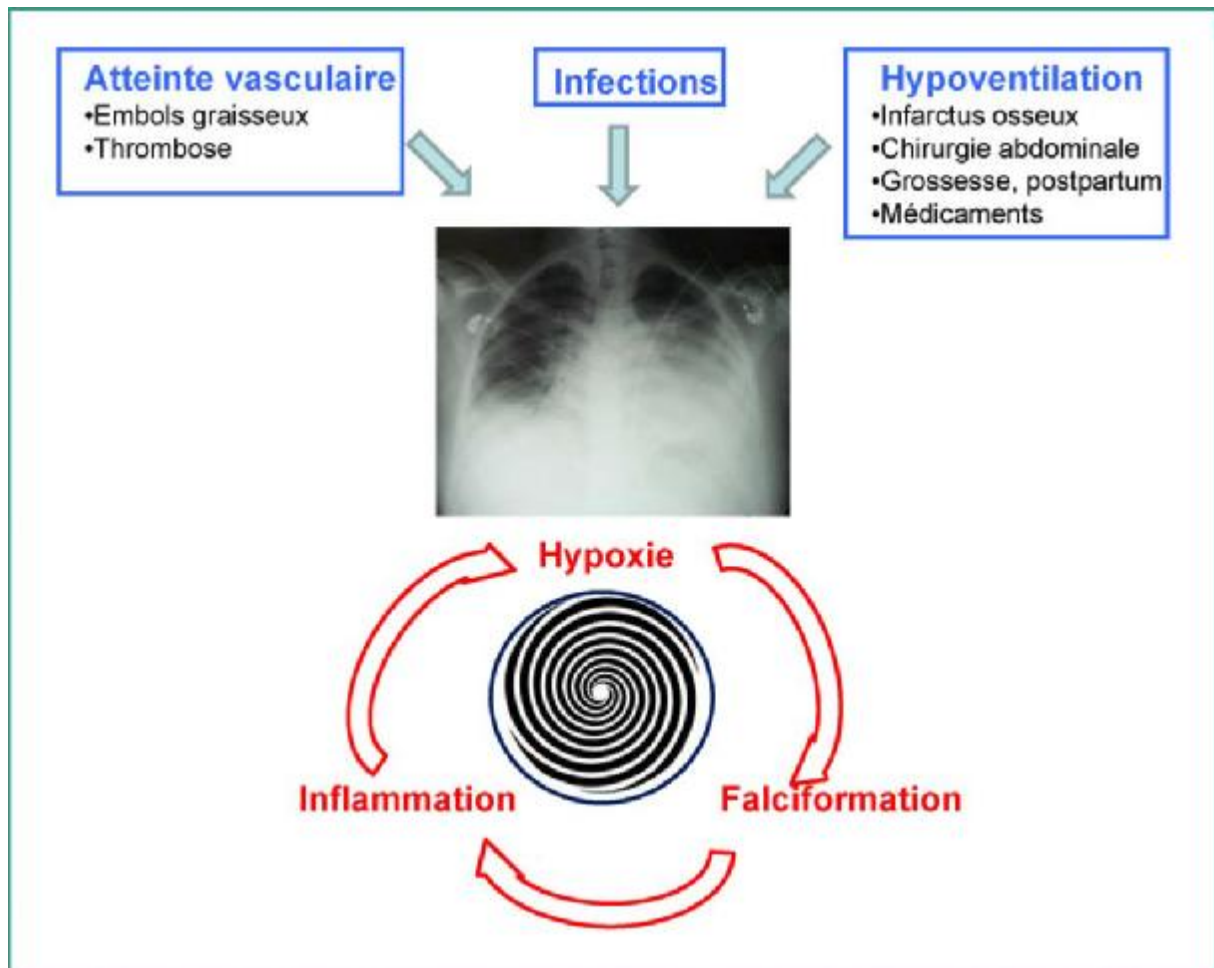 Atteinte vasculaire
•Embols graisseux
•Thrombose
Infections
Hypoventilation
•Infarctus osseux
•Chirurgie abdominale
•Grossesse, postpartum
•Médicaments
Hypoxie
Inflammation
Falciformation